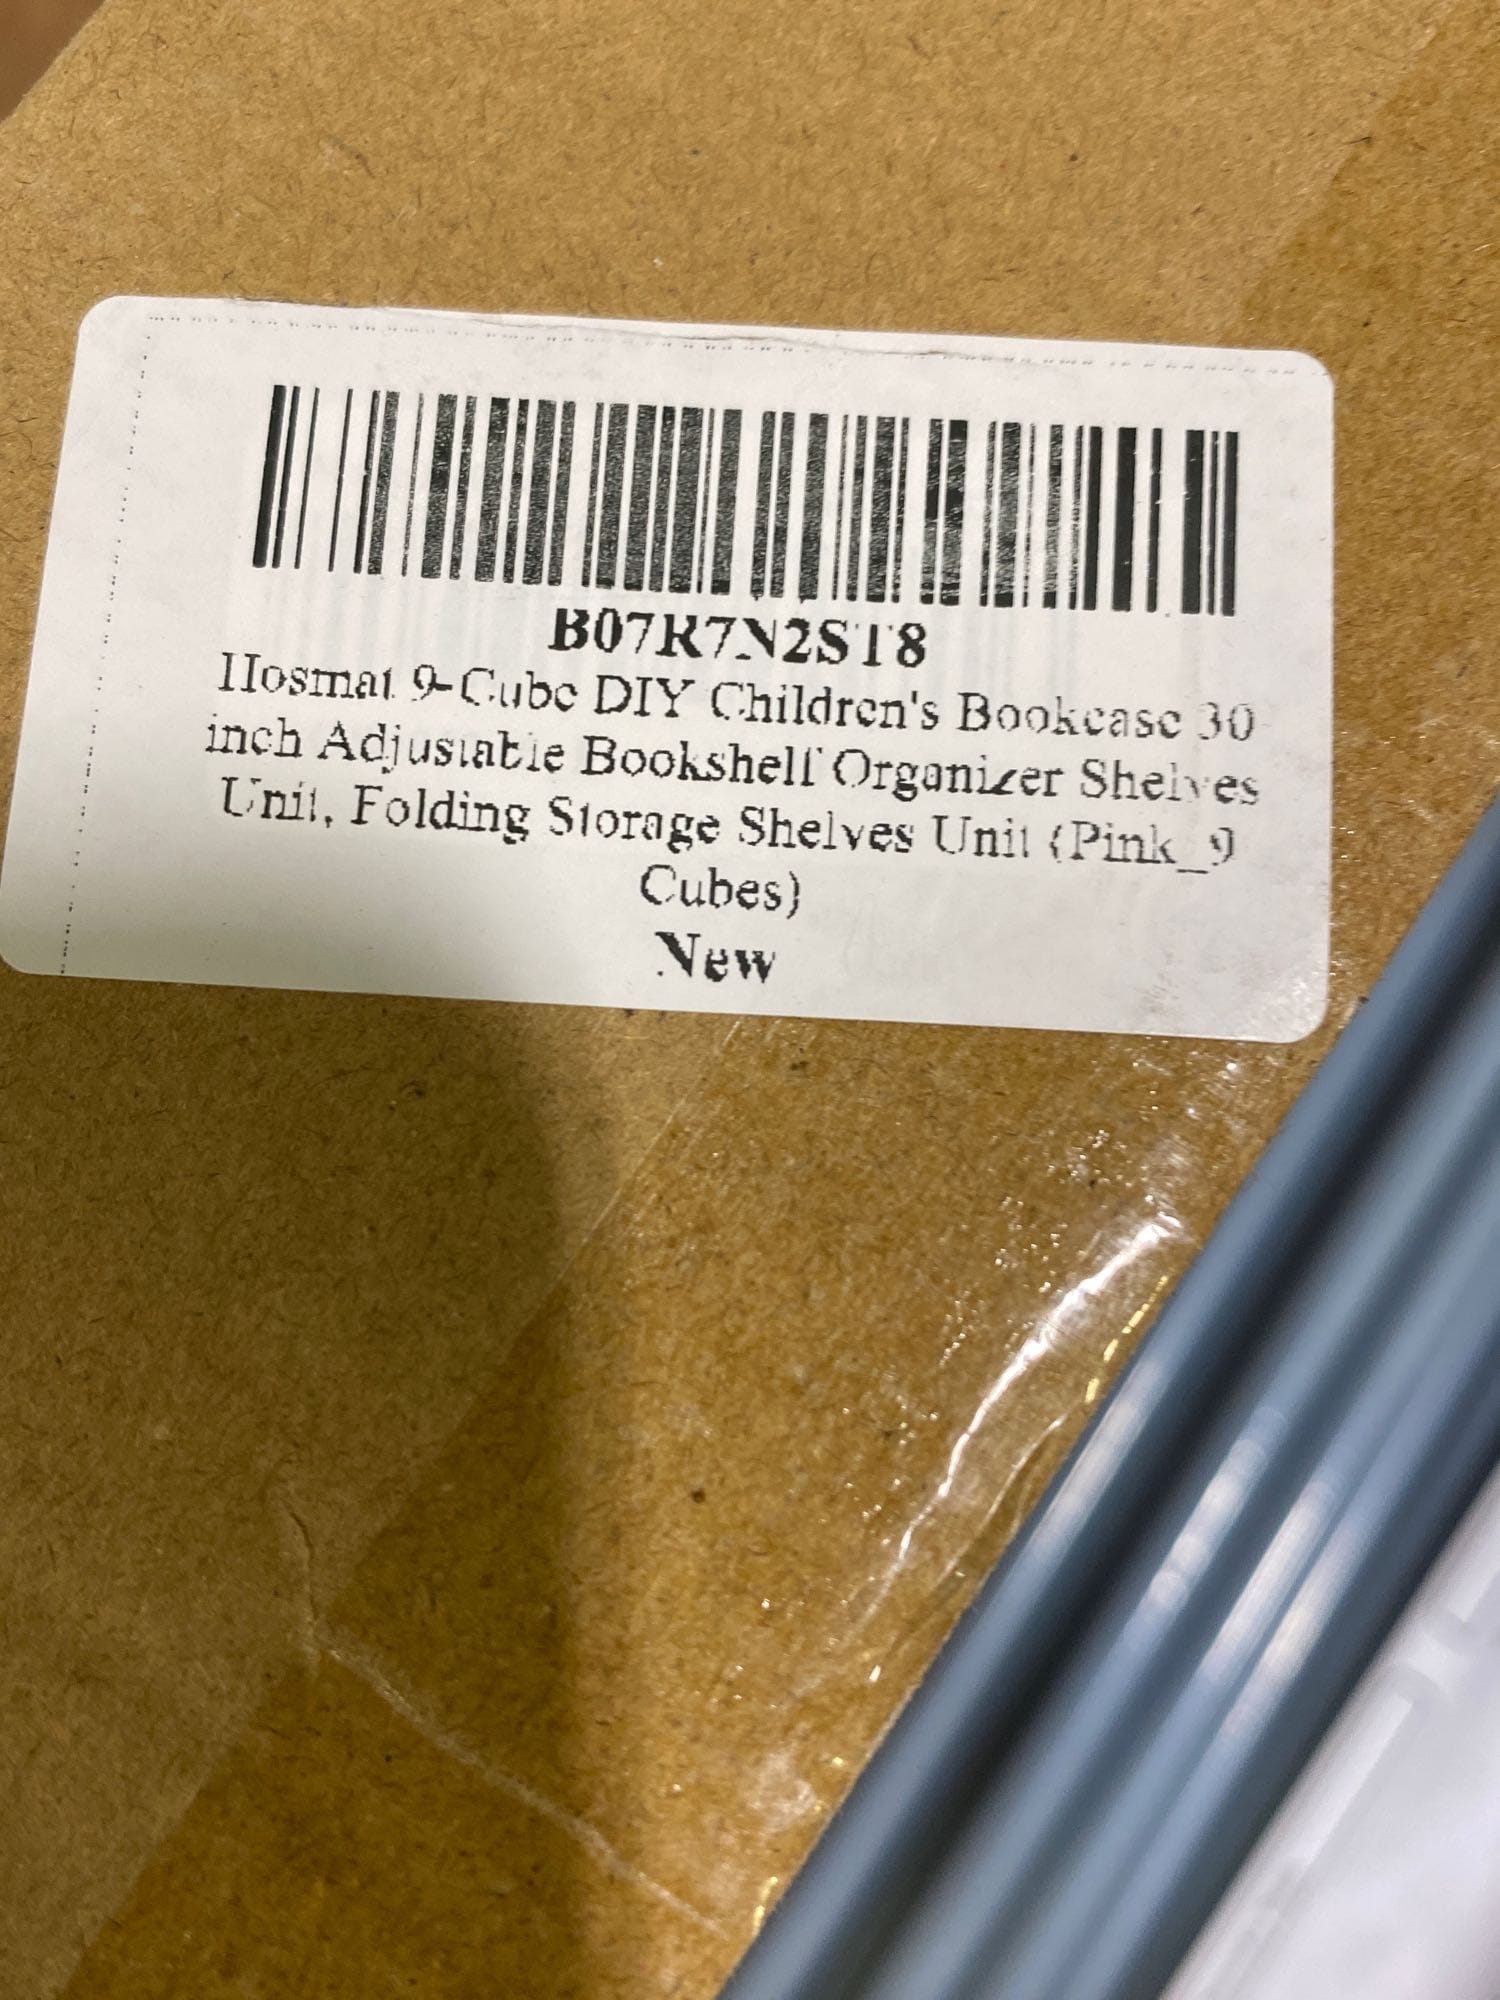 B07R7N2ST8
Hosmat 9-Cube DIY Children's Bookcase 30
inch Adjustable Bookshelf Organizer Shelves
Unit, Folding Storage Shelves Unit (Pink_9
Cubes)
New